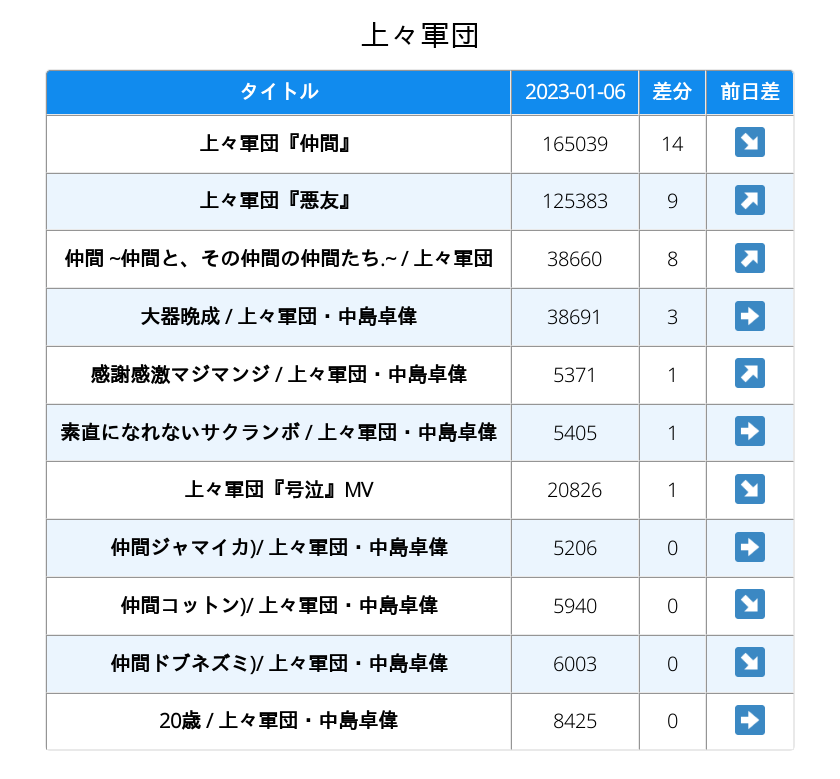 上々軍団
タイトル 2023-01-06 差分 前日差
上々軍団『仲間』 165039 14
上々軍団『悪友』 125383 9
仲間 ~仲間と、その仲間の仲間たち.~ / 上々軍団 38660 8
大器晩成 / 上々軍団・中島卓偉 38691 3
感謝感激マジマンジ / 上々軍団・中島卓偉 5371 1
素直になれないサクランボ / 上々軍団・中島卓偉 5405 1
上々軍団『号泣』MV 20826 1
仲間ジャマイカ)/ 上々軍団・中島卓偉 5206 0
仲間コットン)/ 上々軍団・中島卓偉 5940 0
仲間ドブネズミ)/ 上々軍団・中島卓偉 6003 0
20歳 / 上々軍団・中島卓偉 8425 0